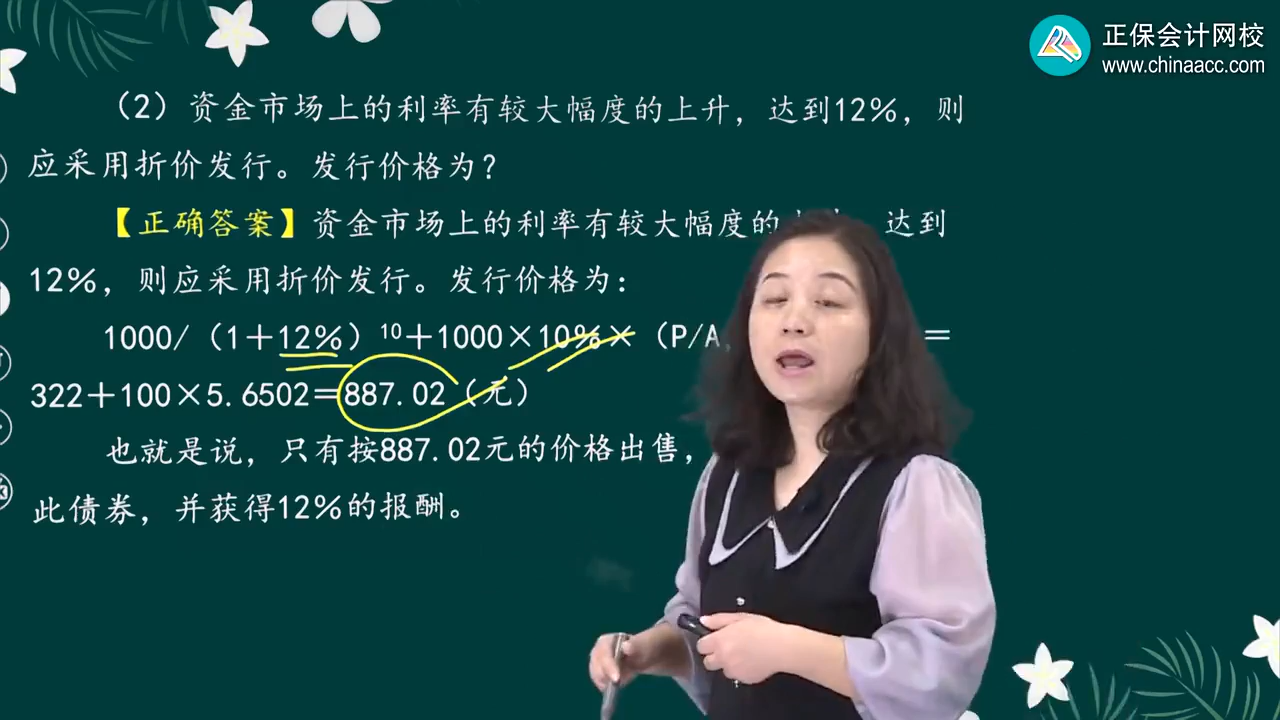 正保会计网校
www.chinaacc.com
（2）资金市场上的利率有较大幅度的上升，达到12%，则
应采用折价发行。发行价格为？
【正确答案】资金市场上的利率有较大幅度的 达到
12%，则应采用折价发行。发行价格为：
1000/（1+12%）¹⁰+1000×10%×（P/A, =
322+100×5.6502=887.02（元）
也就是说，只有按887.02元的价格出售，
此债券，并获得12%的报酬。